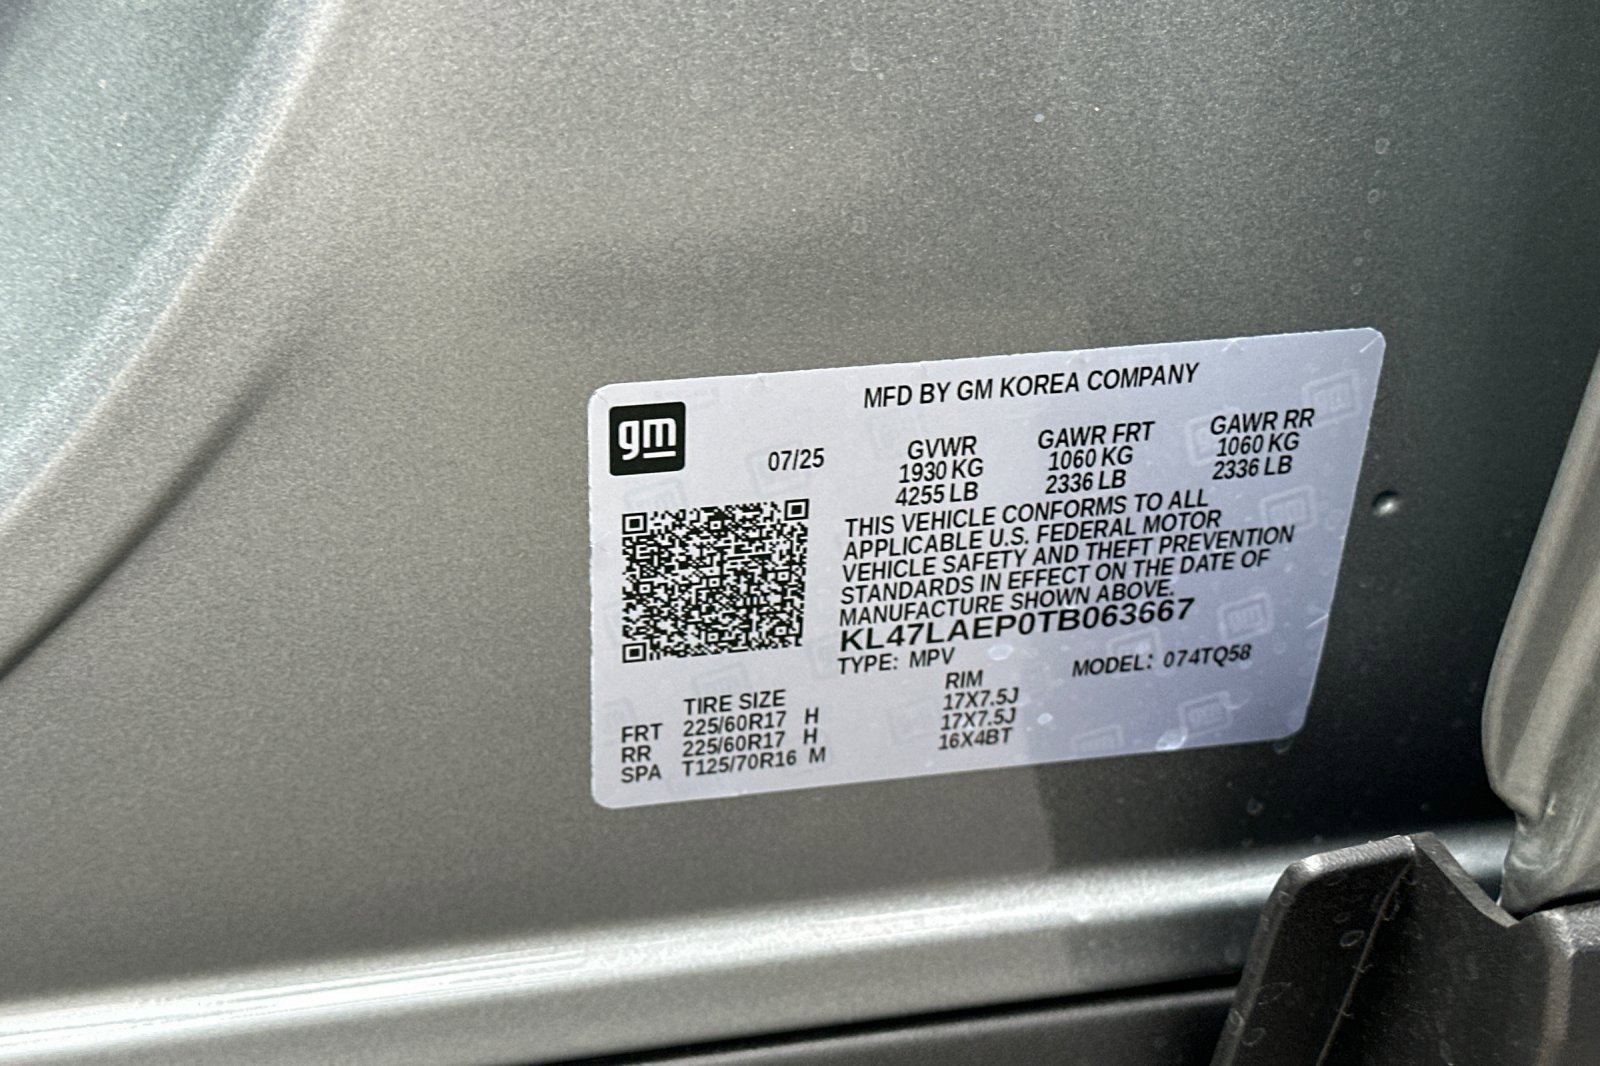 MFD BY GM KOREA COMPANY
gm
07/25
GVWR GAWR FRT GAWR RR
1930 KG 1060 KG 1060 KG
4255 LB 2336 LB 2336 LB
THIS VEHICLE CONFORMS TO ALL
APPLICABLE U.S. FEDERAL MOTOR
VEHICLE SAFETY AND THEFT PREVENTION
STANDARDS IN EFFECT ON THE DATE OF
MANUFACTURE SHOWN ABOVE.
KL47LAEP0TB063667
TYPE: MPV MODEL: 074TQ58
TIRE SIZE RIM
FRT 225/60R17 H 17X7.5J
RR 225/60R17 H 17X7.5J
SPA T125/70R16 M 16X4BT